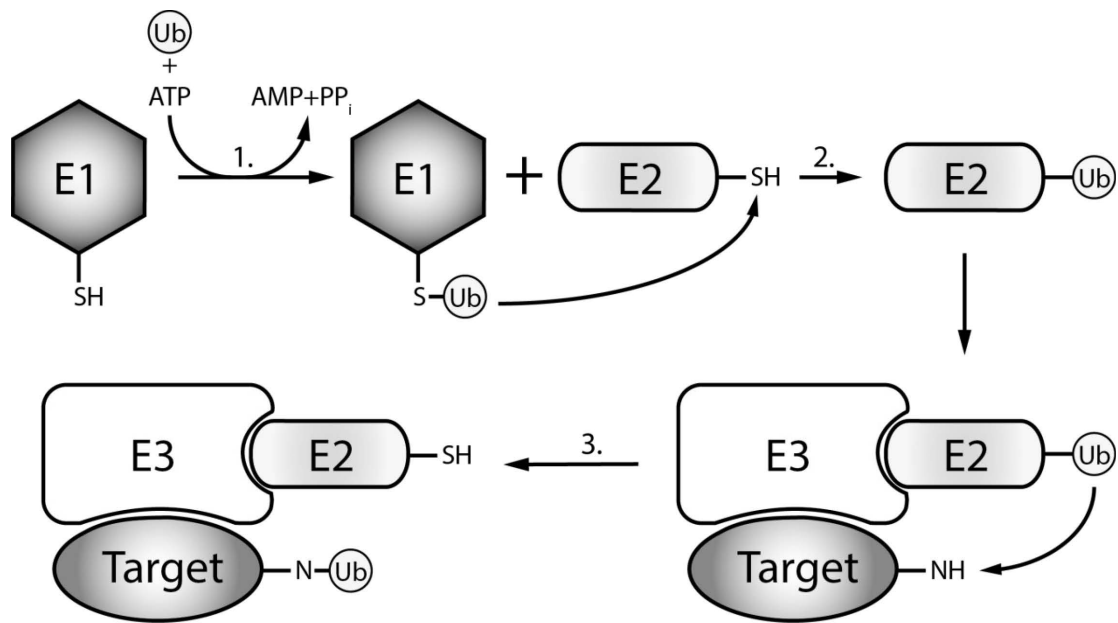 Ub
+
ATP
AMP+PPi
1.
E1
SH
E1
S
Ub
+
E2
SH
2.
E2
Ub
E3
E2
Ub
Target
NH
3.
E3
E2
SH
Target
N
Ub